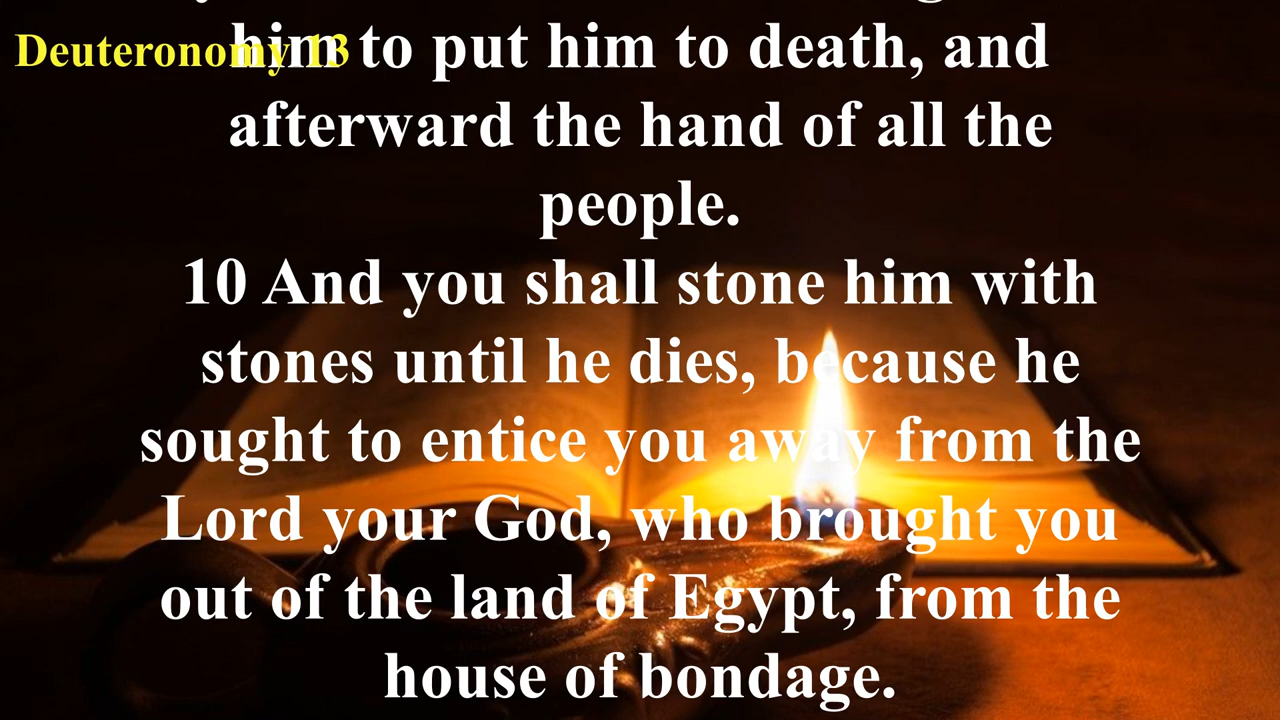 Deuteronomy 13
him to put him to death, and
afterward the hand of all the
people.
10 And you shall stone him with
stones until he dies, because he
sought to entice you away from the
Lord your God, who brought you
out of the land of Egypt, from the
house of bondage.